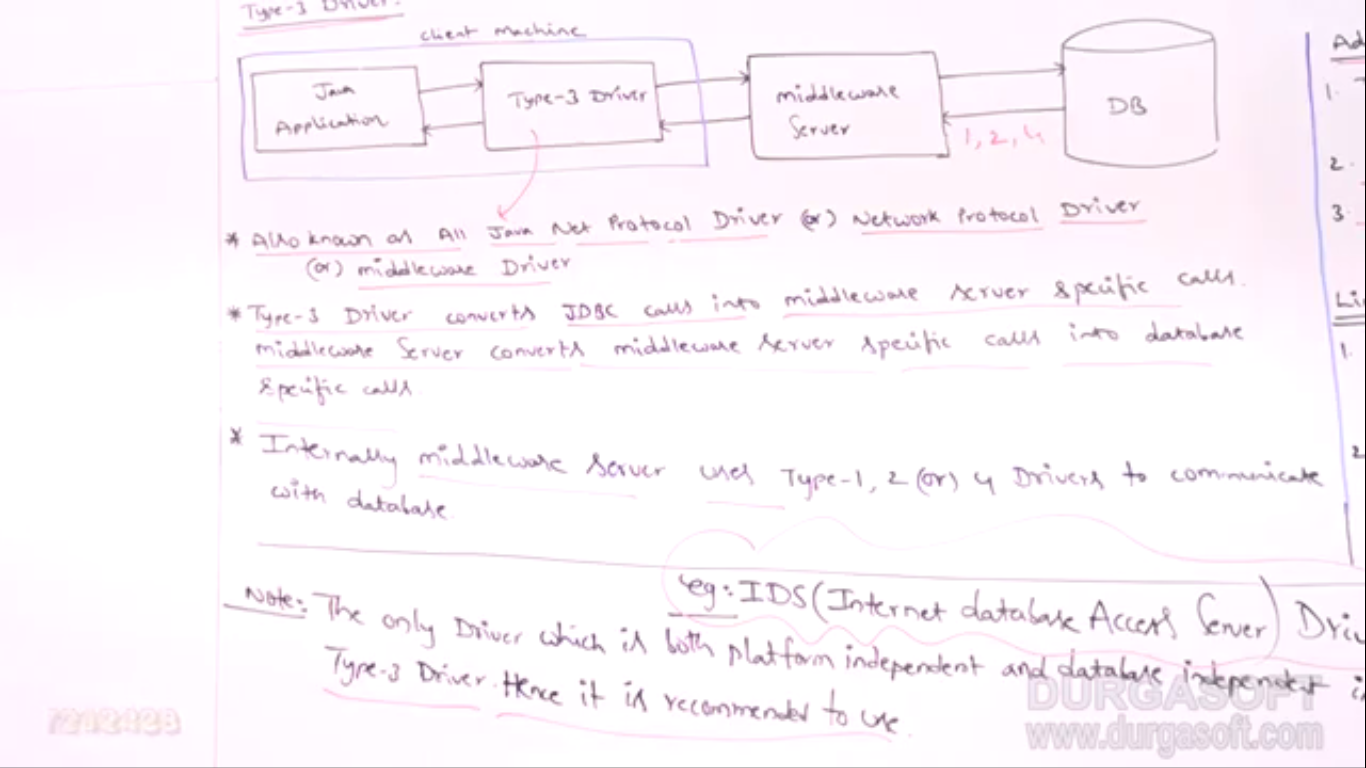 Type-3 Driver:
client machine
Java
Application
Type-3 Driver
middleware
Server
1, 2, 4
DB
* Also known as All Java Net Protocol Driver (or) Network Protocol Driver
(or) middleware Driver
* Type-3 Driver converts JDBC calls into middleware server specific calls.
middleware Server converts middleware server specific calls into database
specific calls.
* Internally middleware server uses Type-1, 2 (or) 4 Drivers to communicate
with database.
eg: IDS (Internet database Access Server)
Note: The only Driver which is both platform independent and database independent
Type-3 Driver. Hence it is recommended to use.
1.
2.
3.
1.
2
DURGASOFT
www.durgasoft.com